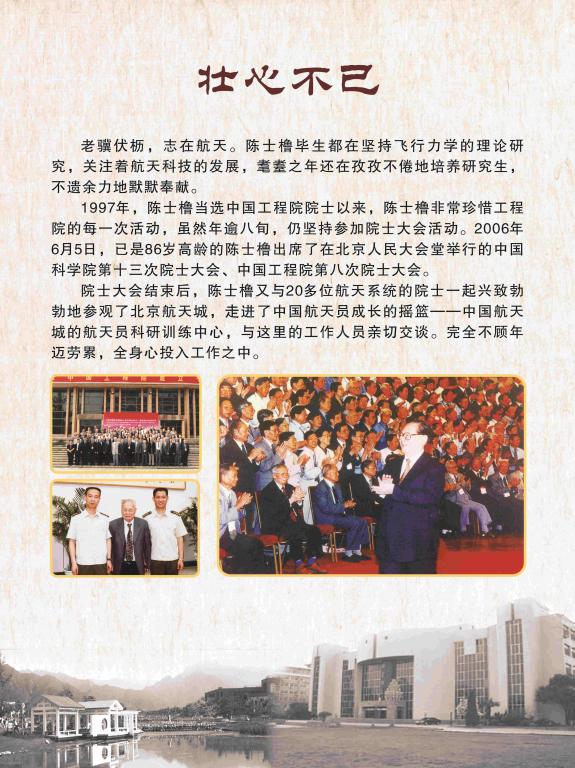 壮心不已
老骥伏枥，志在航天。陈士橹毕生都在坚持飞行力学的理论研
究，关注着航天科技的发展，耄耋之年还在孜孜不倦地培养研究生，
不遗余力地默默奉献。
1997年，陈士橹当选中国工程院院士以来，陈士橹非常珍惜工程
院的每一次活动，虽然年逾八旬，仍坚持参加院士大会活动。2006年
6月5日，已是86岁高龄的陈士橹出席了在北京人民大会堂举行的中国
科学院第十三次院士大会、中国工程院第八次院士大会。
院士大会结束后，陈士橹又与20多位航天系统的院士一起兴致勃
勃地参观了北京航天城，走进了中国航天员成长的摇篮——中国航天
城的航天员科研训练中心，与这里的工作人员亲切交谈。完全不顾年
迈劳累，全身心投入工作之中。